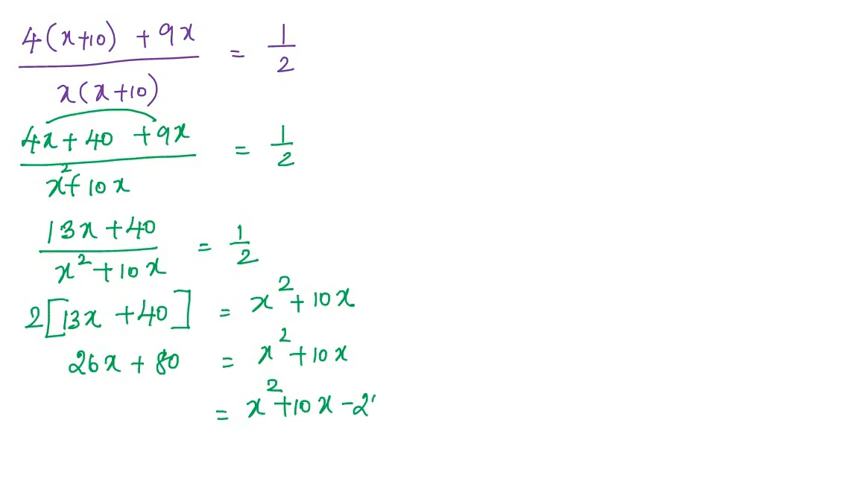 4(x+10) + 9x / x(x+10) = 1/2
4x + 40 + 9x / x² + 10x = 1/2
13x + 40 / x² + 10x = 1/2
2[13x + 40] = x² + 10x
26x + 80 = x² + 10x
= x² + 10x - 2